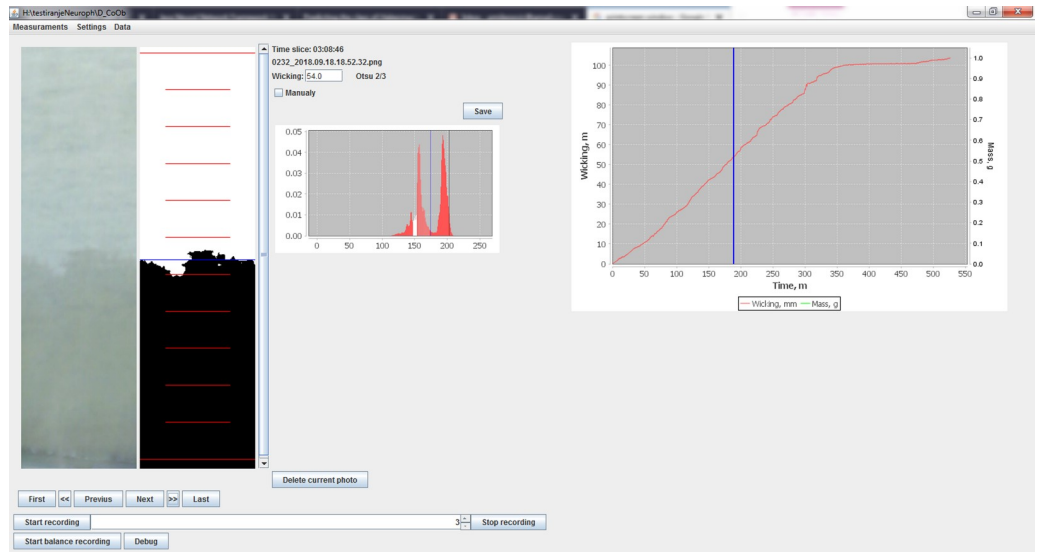 H:\testiranjeNeuroph\D_CoOb
Measuraments Settings Data
Time slice: 03:08:46
0232_2018.09.18.18.52.32.png
Wicking: 54.0 Otsu 2/3
Manualy
Save
0.05
0.04
0.03
0.02
0.01
0.00
0 50 100 150 200 250
Delete current photo
First << Previus Next >> Last
Start recording 3 Stop recording
Start balance recording Debug
Wicking, m
100
90
80
70
60
50
40
30
20
10
0
0 50 100 150 200 250 300 350 400 450 500 550
Time, m
1.0
0.9
0.8
0.7
0.6
0.5
0.4
0.3
0.2
0.1
0.0
Mass, g
Wicking, mm Mass, g